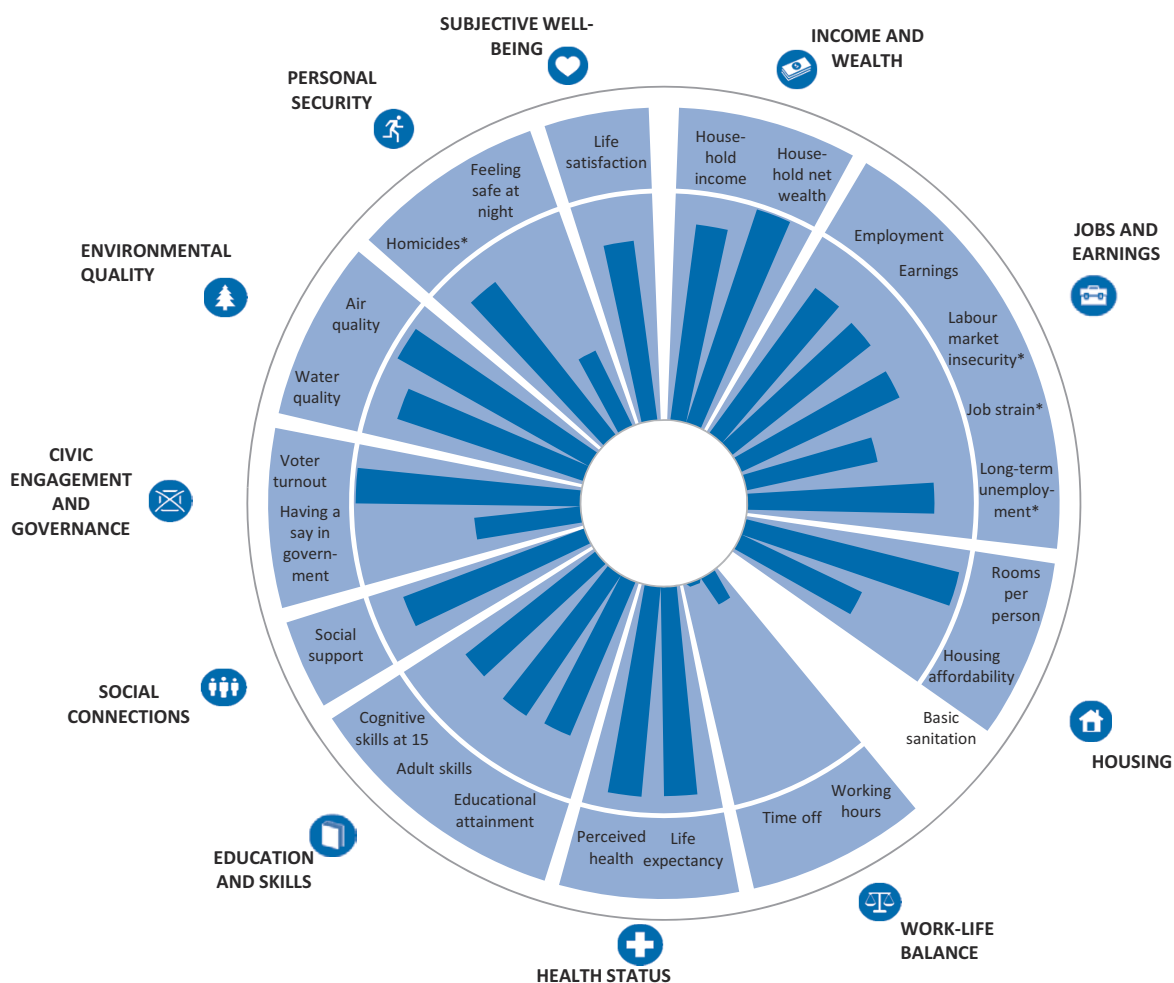 SUBJECTIVE WELL-
BEING
INCOME AND
WEALTH
PERSONAL
SECURITY
Life
satisfaction
House-
hold
income
House-
hold net
wealth
Feeling
safe at
night
Homicides*
Employment
Earnings
Labour
market
insecurity*
Job strain*
Long-term
unemploy-
ment*
JOBS AND
EARNINGS
ENVIRONMENTAL
QUALITY
Air
quality
Water
quality
CIVIC
ENGAGEMENT
AND
GOVERNANCE
Voter
turnout
Having a
say in
govern-
ment
Rooms
per
person
Housing
affordability
Basic
sanitation
HOUSING
Social
support
SOCIAL
CONNECTIONS
Cognitive
skills at 15
Adult skills
Educational
attainment
EDUCATION
AND SKILLS
Perceived
health
Life
expectancy
HEALTH STATUS
Time off
Working
hours
WORK-LIFE
BALANCE